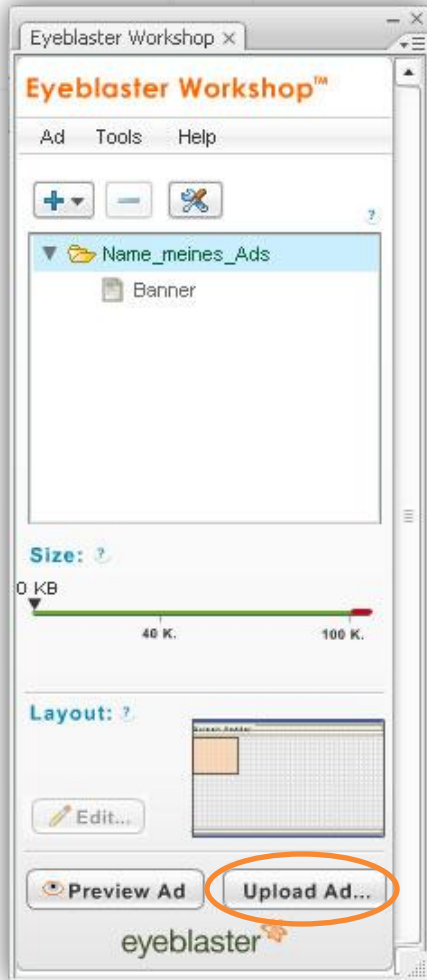 Eyeblaster Workshop ×
Eyeblaster Workshop™
Ad Tools Help
?
Name_meines_Ads
Banner
Size: ?
0 KB
40 K. 100 K.
Layout: ?
Edit...
Preview Ad Upload Ad...
eyeblaster